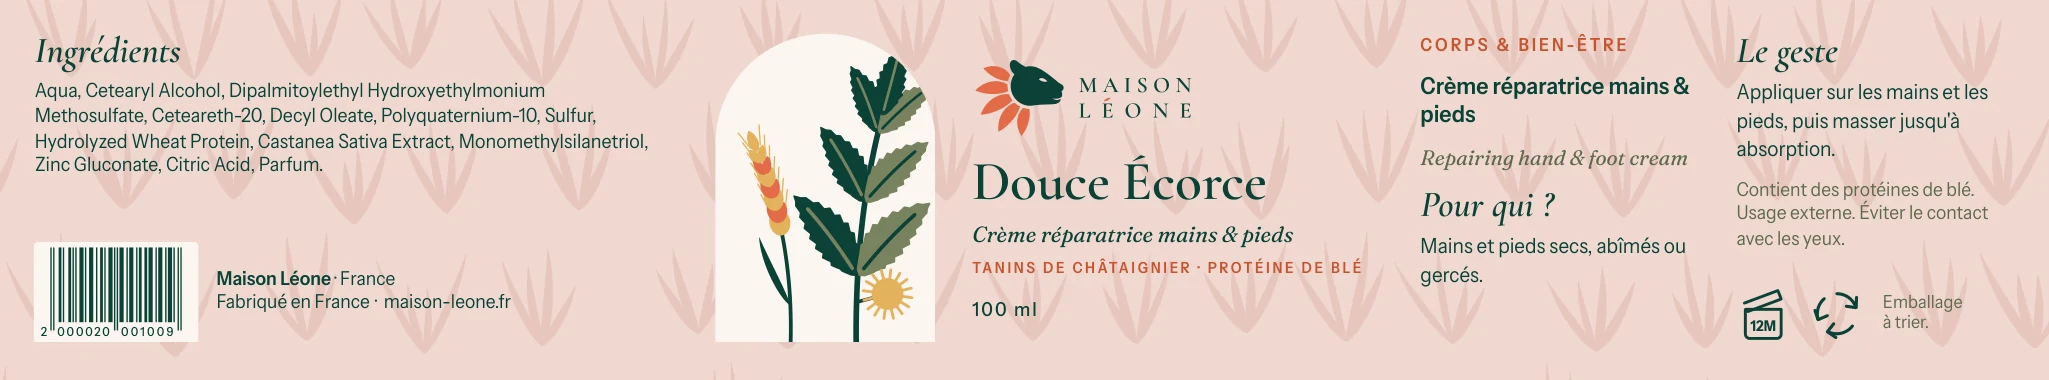 Ingrédients
Aqua, Cetearyl Alcohol, Dipalmitoylethyl Hydroxyethylmonium
Methosulfate, Ceteareth-20, Decyl Oleate, Polyquaternium-10, Sulfur,
Hydrolyzed Wheat Protein, Castanea Sativa Extract, Monomethylsilanetriol,
Zinc Gluconate, Citric Acid, Parfum.
2 000020 001009
Maison Léone · France
Fabriqué en France · maison-leone.fr
MAISON
LÉONE
Douce Écorce
Crème réparatrice mains & pieds
TANINS DE CHÂTAIGNIER · PROTÉINE DE BLÉ
100 ml
CORPS & BIEN-ÊTRE
Crème réparatrice mains &
pieds
Repairing hand & foot cream
Pour qui ?
Mains et pieds secs, abîmés ou
gercés.
Le geste
Appliquer sur les mains et les
pieds, puis masser jusqu'à
absorption.
Contient des protéines de blé.
Usage externe. Éviter le contact
avec les yeux.
12M
Emballage
à trier.